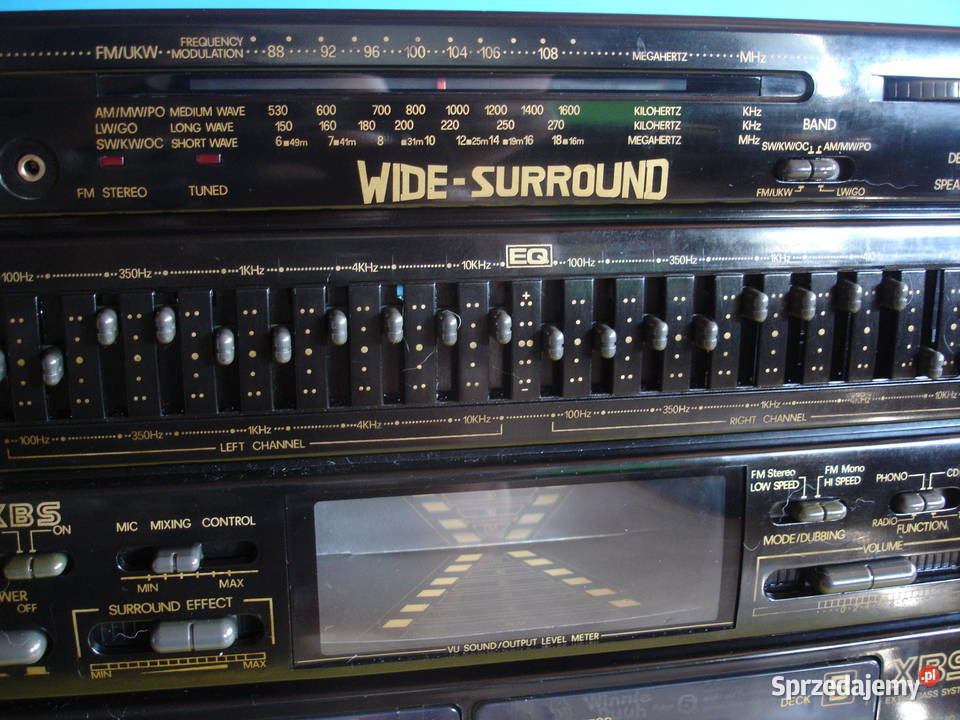 FM/UKW FREQUENCY MODULATION 88 92 96 100 104 106 108 MEGAHERTZ MHz
AM/MW/PO MEDIUM WAVE 530 600 700 800 1000 1200 1400 1600 KILOHERTZ KHz
LW/GO LONG WAVE 150 160 180 200 220 250 270 KILOHERTZ KHz
SW/KW/OC SHORT WAVE 6 49m 7 41m 8 31m 10 12 25m 14 19m 16 18 16m MEGAHERTZ MHz
BAND
SW/KW/OC AM/MW/PO
FM/UKW LW/GO
FM STEREO TUNED
WIDE-SURROUND
EQ
100Hz 350Hz 1KHz 4KHz 10KHz 100Hz 350Hz 1KHz 4KHz
+
-
100Hz 350Hz 1KHz 4KHz 10KHz 100Hz 350Hz 1KHz 4KHz 10KHz
LEFT CHANNEL RIGHT CHANNEL
XBS
ON
OFF
MIC MIXING CONTROL
MIN MAX
SURROUND EFFECT
MIN MAX
VU SOUND/OUTPUT LEVEL METER
FM Stereo FM Mono
LOW SPEED HI SPEED
MODE/DUBBING
PHONO CD
RADIO
FUNCTION
VOLUME
DECK B
XBS
Sprzedajemy.pl